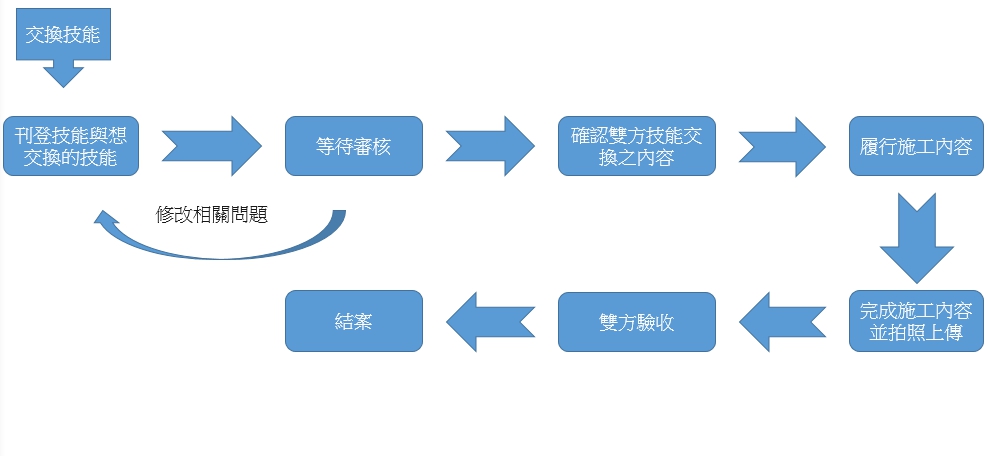 交換技能
刊登技能與想
交換的技能
等待審核
確認雙方技能交
換之內容
履行施工內容
修改相關問題
完成施工內容
並拍照上傳
雙方驗收
結案